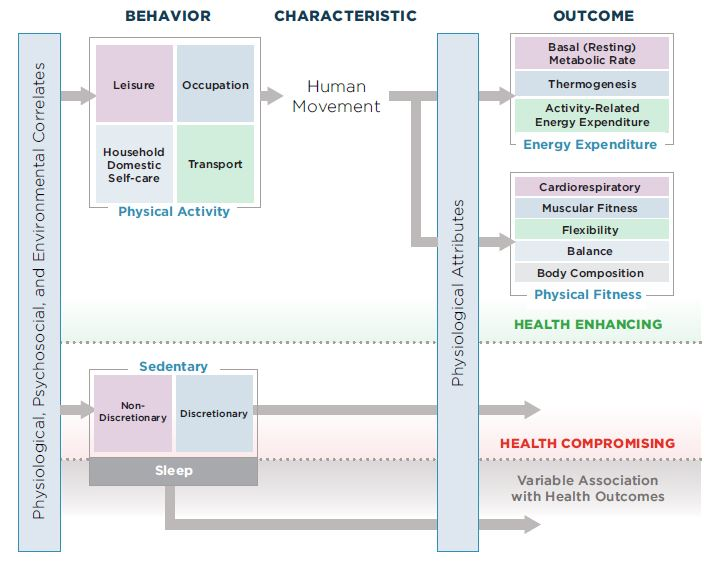 BEHAVIOR
CHARACTERISTIC
OUTCOME
Physiological, Psychosocial, and Environmental Correlates
Leisure
Occupation
Household
Domestic
Self-care
Transport
Physical Activity
Human
Movement
Physiological Attributes
Basal (Resting)
Metabolic Rate
Thermogenesis
Activity-Related
Energy Expenditure
Energy Expenditure
Cardiorespiratory
Muscular Fitness
Flexibility
Balance
Body Composition
Physical Fitness
HEALTH ENHANCING
Sedentary
Non-
Discretionary
Discretionary
HEALTH COMPROMISING
Sleep
Variable Association
with Health Outcomes